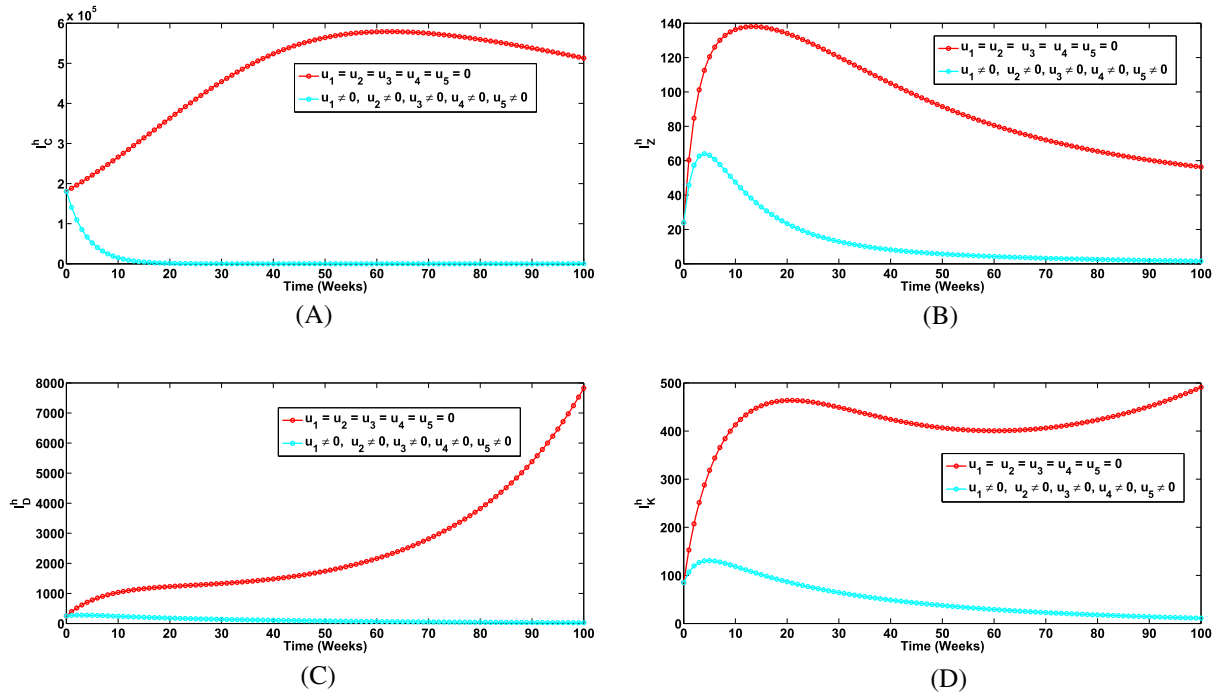 6 x 10^5
5
4
3
2
1
0
I_C^h
u_1 = u_2 = u_3 = u_4 = u_5 = 0
u_1 ≠ 0, u_2 ≠ 0, u_3 ≠ 0, u_4 ≠ 0, u_5 ≠ 0
0 10 20 30 40 50 60 70 80 90 100
Time (Weeks)
(A)
140
120
100
80
60
40
20
0
I_Z^h
u_1 = u_2 = u_3 = u_4 = u_5 = 0
u_1 ≠ 0, u_2 ≠ 0, u_3 ≠ 0, u_4 ≠ 0, u_5 ≠ 0
0 10 20 30 40 50 60 70 80 90 100
Time (Weeks)
(B)
8000
7000
6000
5000
4000
3000
2000
1000
0
I_D^h
u_1 = u_2 = u_3 = u_4 = u_5 = 0
u_1 ≠ 0, u_2 ≠ 0, u_3 ≠ 0, u_4 ≠ 0, u_5 ≠ 0
0 10 20 30 40 50 60 70 80 90 100
Time (Weeks)
(C)
500
400
300
200
100
0
I_K^h
u_1 = u_2 = u_3 = u_4 = u_5 = 0
u_1 ≠ 0, u_2 ≠ 0, u_3 ≠ 0, u_4 ≠ 0, u_5 ≠ 0
0 10 20 30 40 50 60 70 80 90 100
Time (Weeks)
(D)